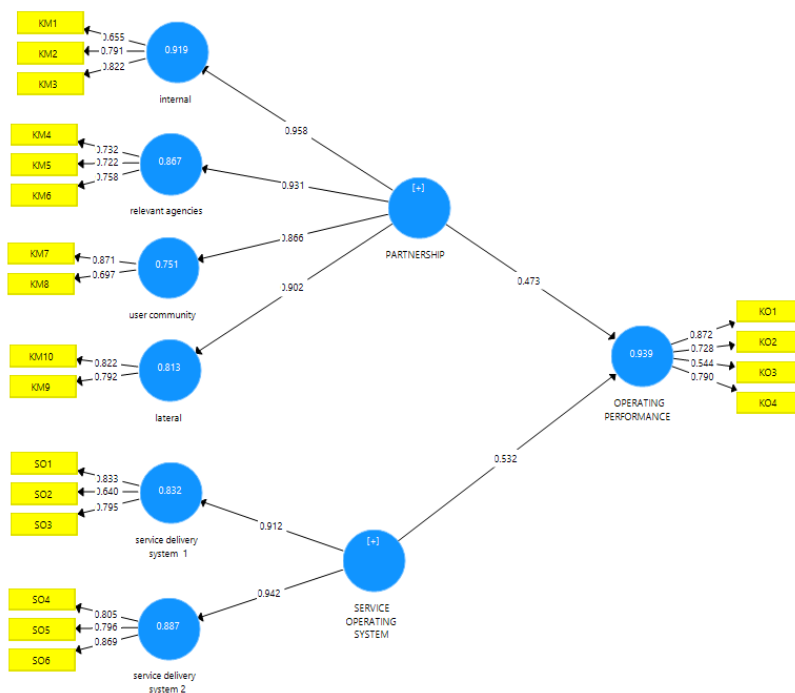 KM1
0.655
0.919
KM2
0.791
KM3
0.822
internal
0.958
KM4
0.732
0.867
KM5
0.722
KM6
0.758
0.931
relevant agencies
[+]
PARTNERSHIP
0.866
KM7
0.871
0.751
KM8
0.697
user community
0.902
0.473
KM10
0.822
0.813
KM9
0.792
lateral
KO1
0.872
KO2
0.728
0.939
KO3
0.544
KO4
0.790
OPERATING
PERFORMANCE
0.532
SO1
0.833
0.832
SO2
0.640
SO3
0.795
service delivery
system 1
0.912
[+]
SERVICE
OPERATING
SYSTEM
0.942
SO4
0.805
0.887
SO5
0.796
SO6
0.869
service delivery
system 2